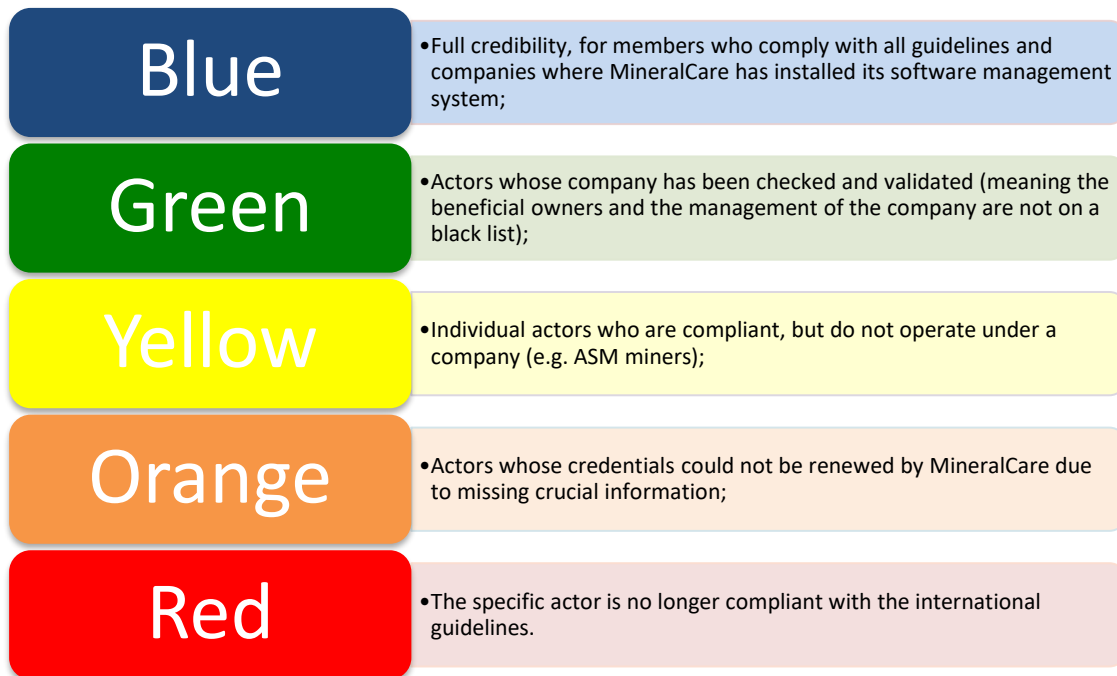 Blue
•Full credibility, for members who comply with all guidelines and
companies where MineralCare has installed its software management
system;
Green
•Actors whose company has been checked and validated (meaning the
beneficial owners and the management of the company are not on a
black list);
Yellow
•Individual actors who are compliant, but do not operate under a
company (e.g. ASM miners);
Orange
•Actors whose credentials could not be renewed by MineralCare due
to missing crucial information;
Red
•The specific actor is no longer compliant with the international
guidelines.